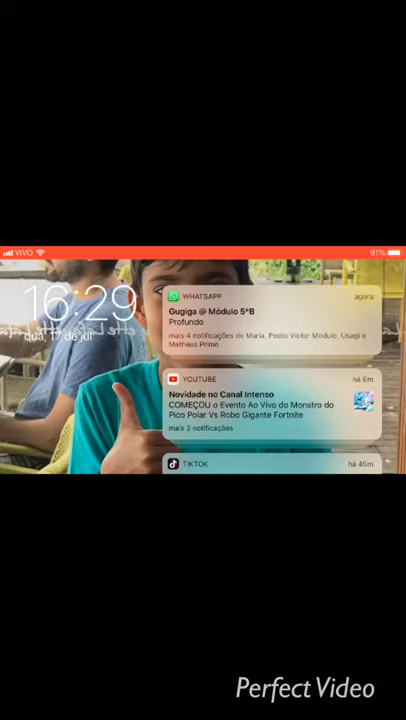 VIVO 91%
16:29
qua, 17 de jul
WHATSAPP agora
Gugiga @ Módulo 5°B
Profundo
mais 4 notificações de Maria, Pedro Victor Modulo, Usagi e
Matheus Primo
YOUTUBE há 6m
Novidade no Canal Intenso
COMEÇOU o Evento Ao Vivo do Monstro do
Pico Polar Vs Robo Gigante Fortnite
mais 2 notificações
TIKTOK há 45m
Perfect Video